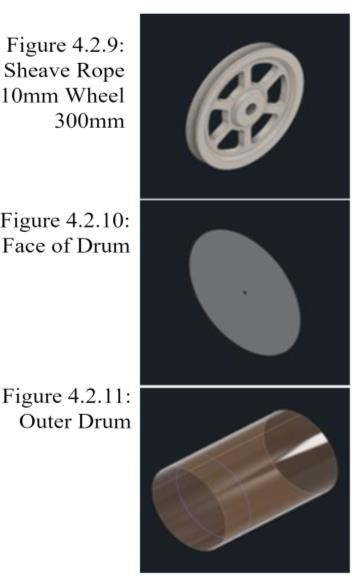 Figure 4.2.9:
Sheave Rope
10mm Wheel
300mm
Figure 4.2.10:
Face of Drum
Figure 4.2.11:
Outer Drum